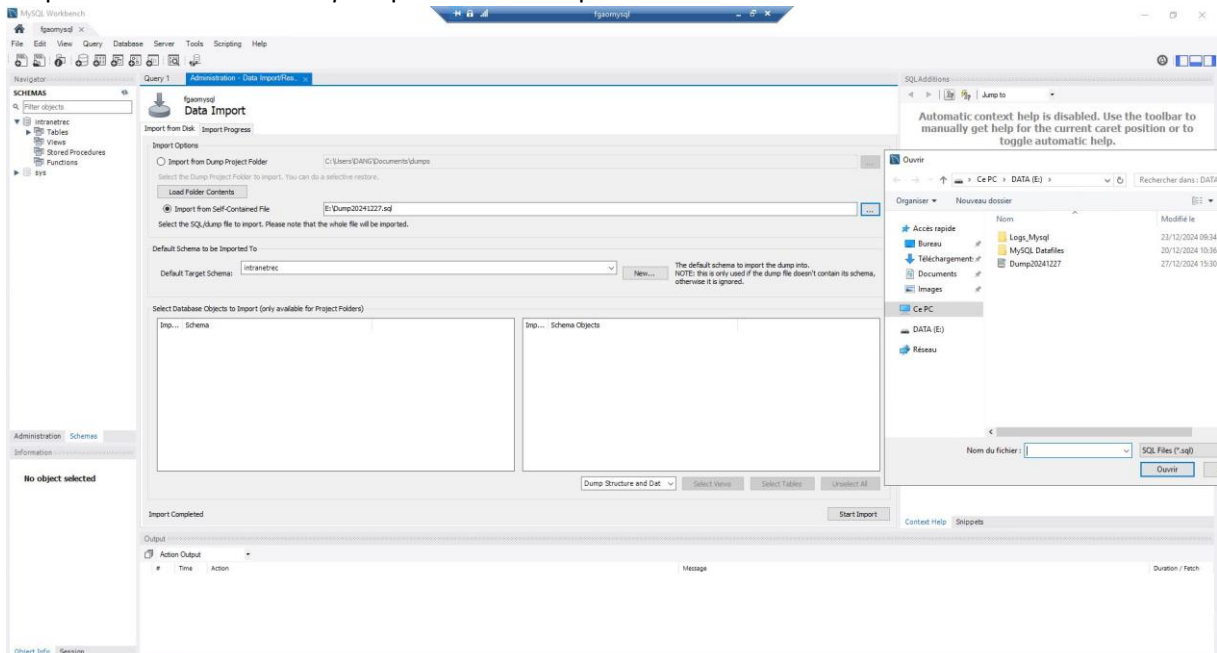 MySQL Workbench
fgaomysql
fgaomysql
File Edit View Query Database Server Tools Scripting Help
Navigator
SCHEMAS
Filter objects
intranetrec
Tables
Views
Stored Procedures
Functions
sys
Administration Schemas
Information
No object selected
Object Info Session
Query 1 Administration - Data Import/Res...
fgaomysql
Data Import
Import from Disk Import Progress
Import Options
Import from Dump Project Folder C:\Users\DANG\Documents\dumps ...
Select the Dump Project Folder to import. You can do a selective restore.
Load Folder Contents
Import from Self-Contained File E:\Dump20241227.sql ...
Select the SQL/dump file to import. Please note that the whole file will be imported.
Default Schema to be Imported To
Default Target Schema: intranetrec New...
The default schema to import the dump into.
NOTE: this is only used if the dump file doesn't contain its schema,
otherwise it is ignored.
Select Database Objects to Import (only available for Project Folders)
Imp... Schema
Imp... Schema Objects
Dump Structure and Dat Select Views Select Tables Unselect All
Import Completed Start Import
Output
Action Output
# Time Action Message Duration / Fetch
SQLAdditions
Jump to
Automatic context help is disabled. Use the toolbar to
manually get help for the current caret position or to
toggle automatic help.
Context Help Snippets
Ouvrir
Ce PC DATA (E:) Rechercher dans : DATA
Organiser Nouveau dossier
Accès rapide
Bureau
Téléchargement:
Documents
Images
Ce PC
DATA (E:)
Réseau
Nom Modifié le
Logs_Mysql 23/12/2024 09:34
MySQL Datafiles 20/12/2024 10:36
Dump20241227 27/12/2024 15:30
Nom du fichier : SQL Files (*.sql)
Ouvrir